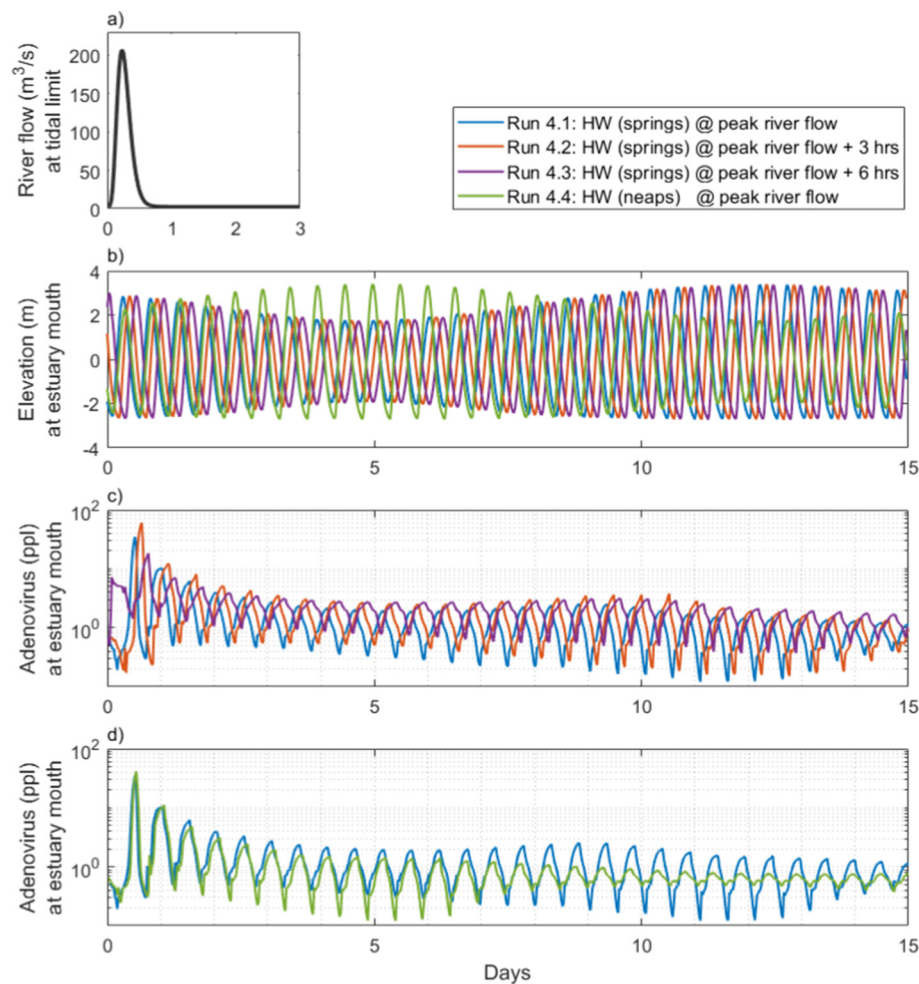 a)
River flow (m³/s)
at tidal limit
200
150
100
50
0
0 1 2 3
Run 4.1: HW (springs) @ peak river flow
Run 4.2: HW (springs) @ peak river flow + 3 hrs
Run 4.3: HW (springs) @ peak river flow + 6 hrs
Run 4.4: HW (neaps) @ peak river flow
b)
Elevation (m)
at estuary mouth
4
2
0
-2
-4
0 5 10 15
c)
Adenovirus (ppl)
at estuary mouth
10²
10⁰
0 5 10 15
d)
Adenovirus (ppl)
at estuary mouth
10²
10⁰
0 5 10 15
Days